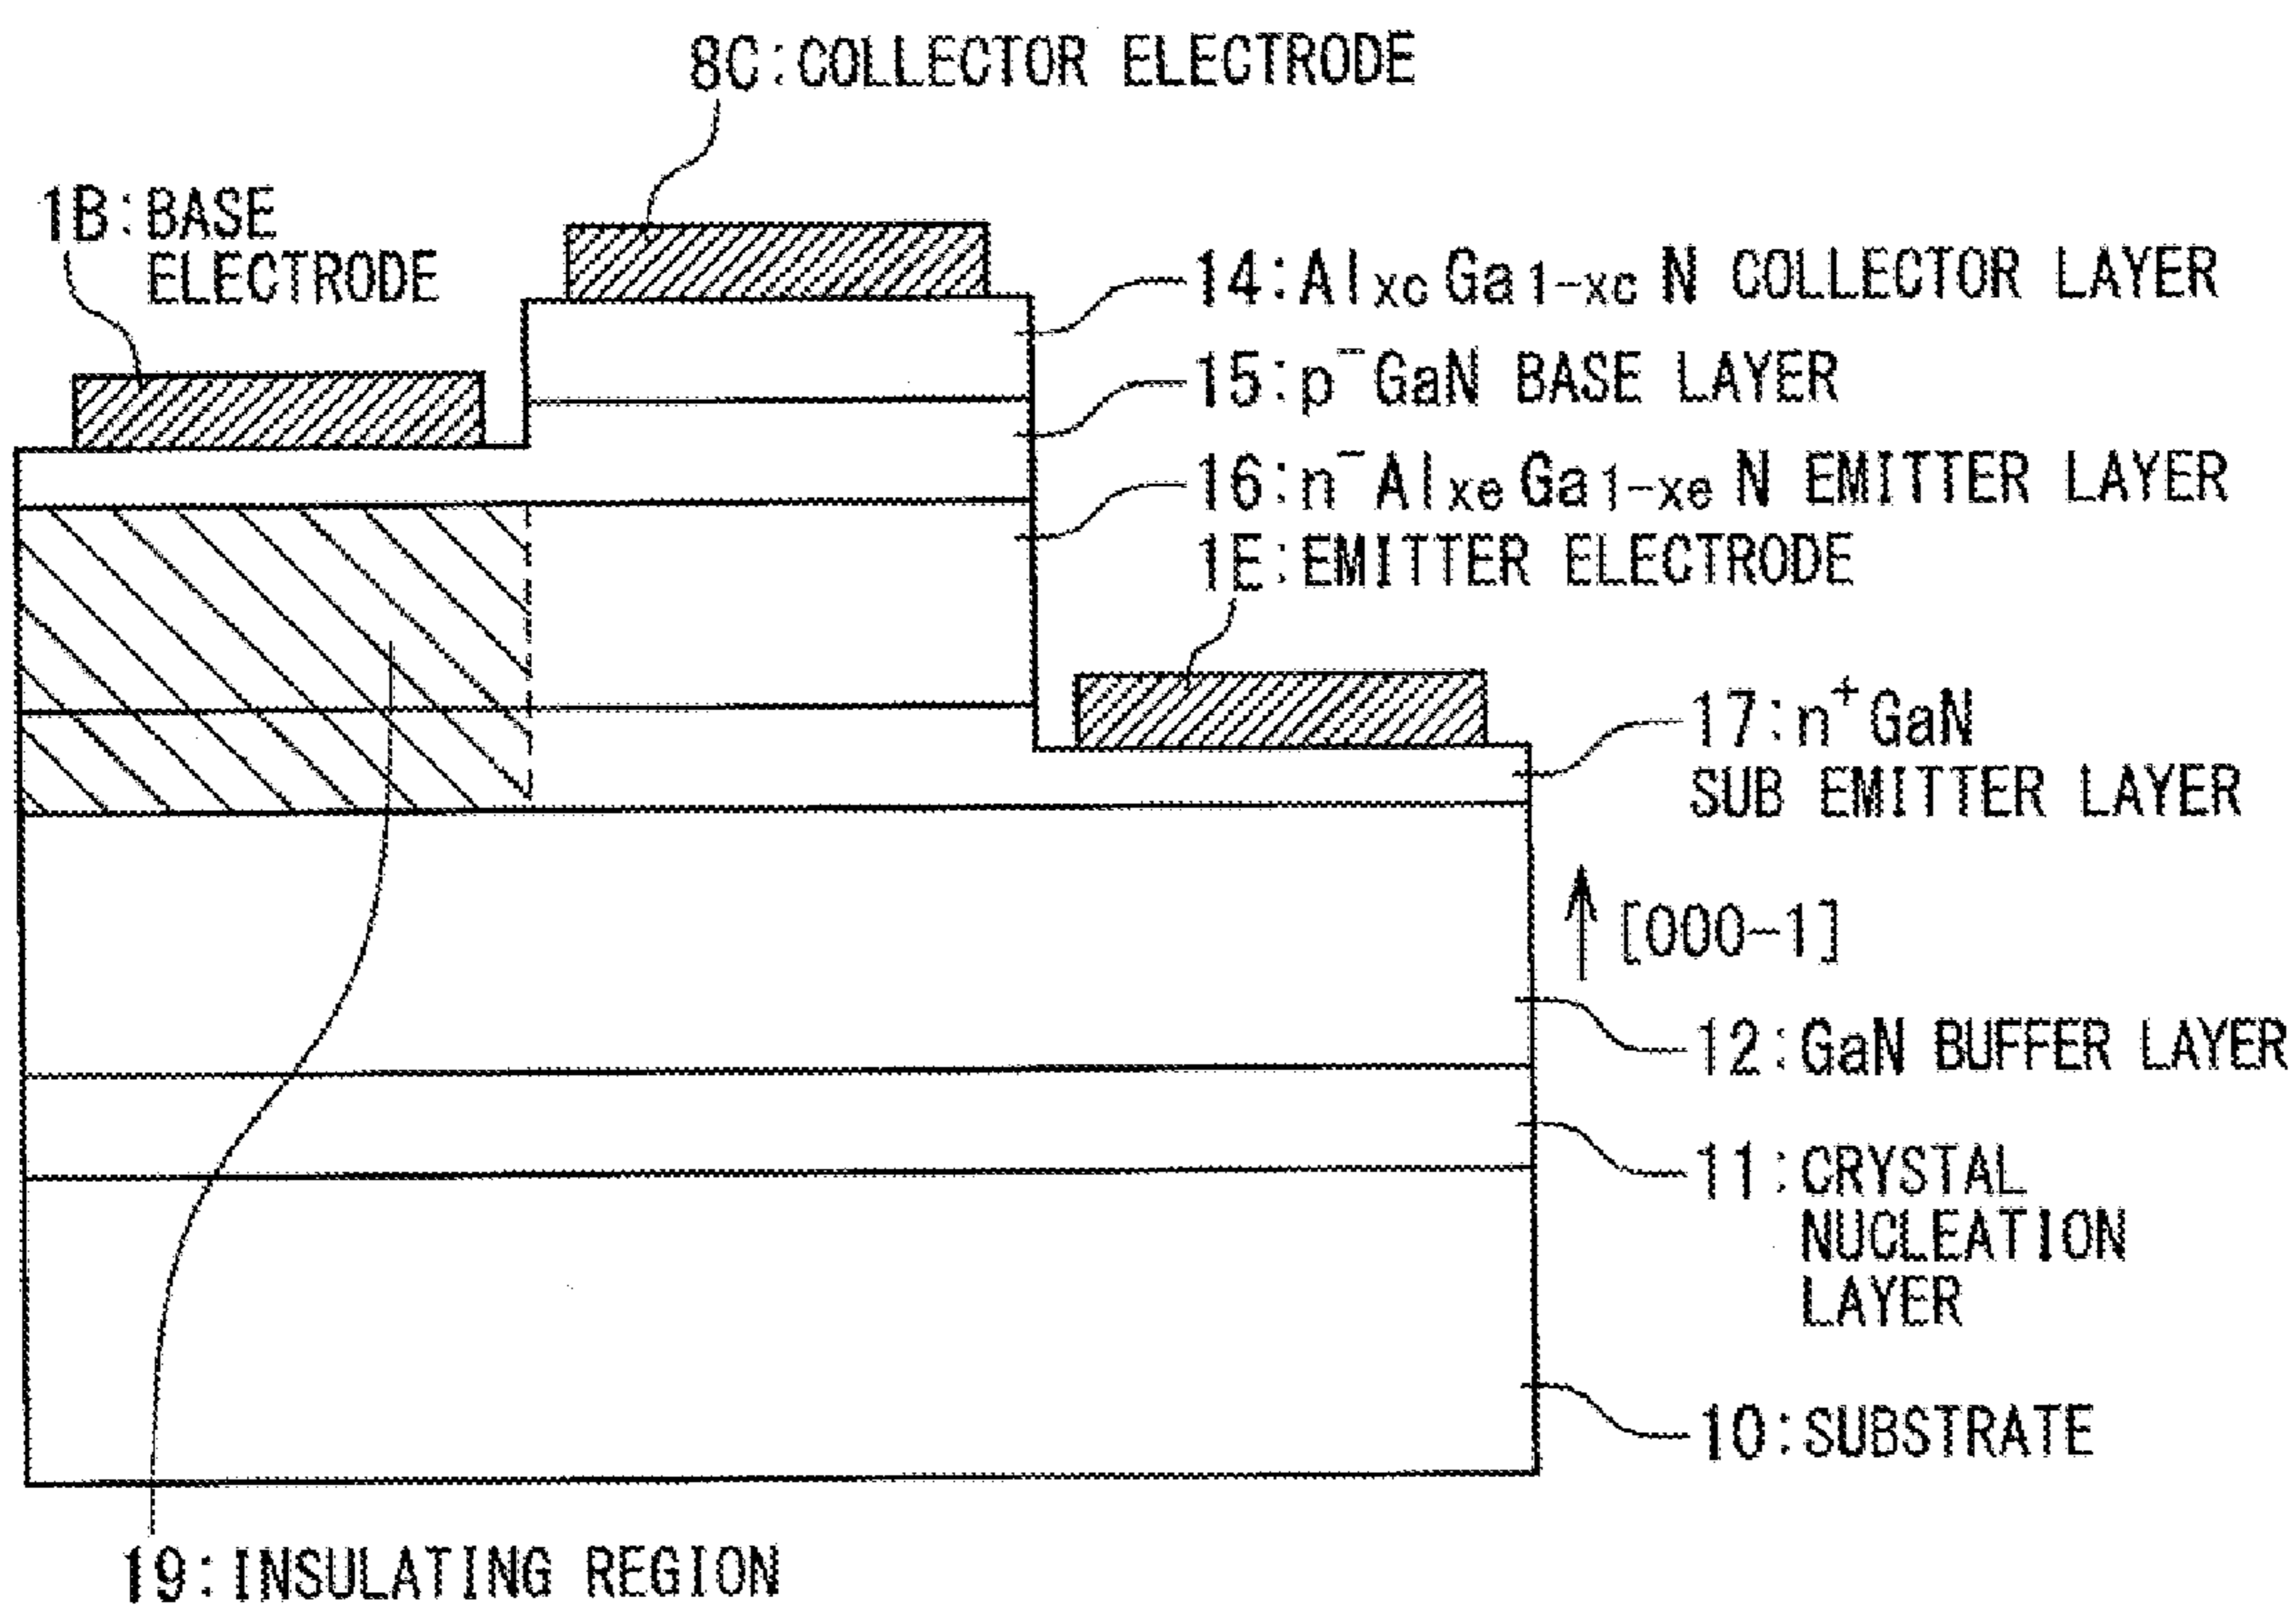 8C:COLLECTOR ELECTRODE
1B:BASE
ELECTRODE
14:AlxcGa1-xcN COLLECTOR LAYER
15:p⁻GaN BASE LAYER
16:n⁻AlxeGa1-xeN EMITTER LAYER
1E:EMITTER ELECTRODE
17:n⁺GaN
SUB EMITTER LAYER
[000-1]
12:GaN BUFFER LAYER
11:CRYSTAL
NUCLEATION
LAYER
10:SUBSTRATE
19:INSULATING REGION